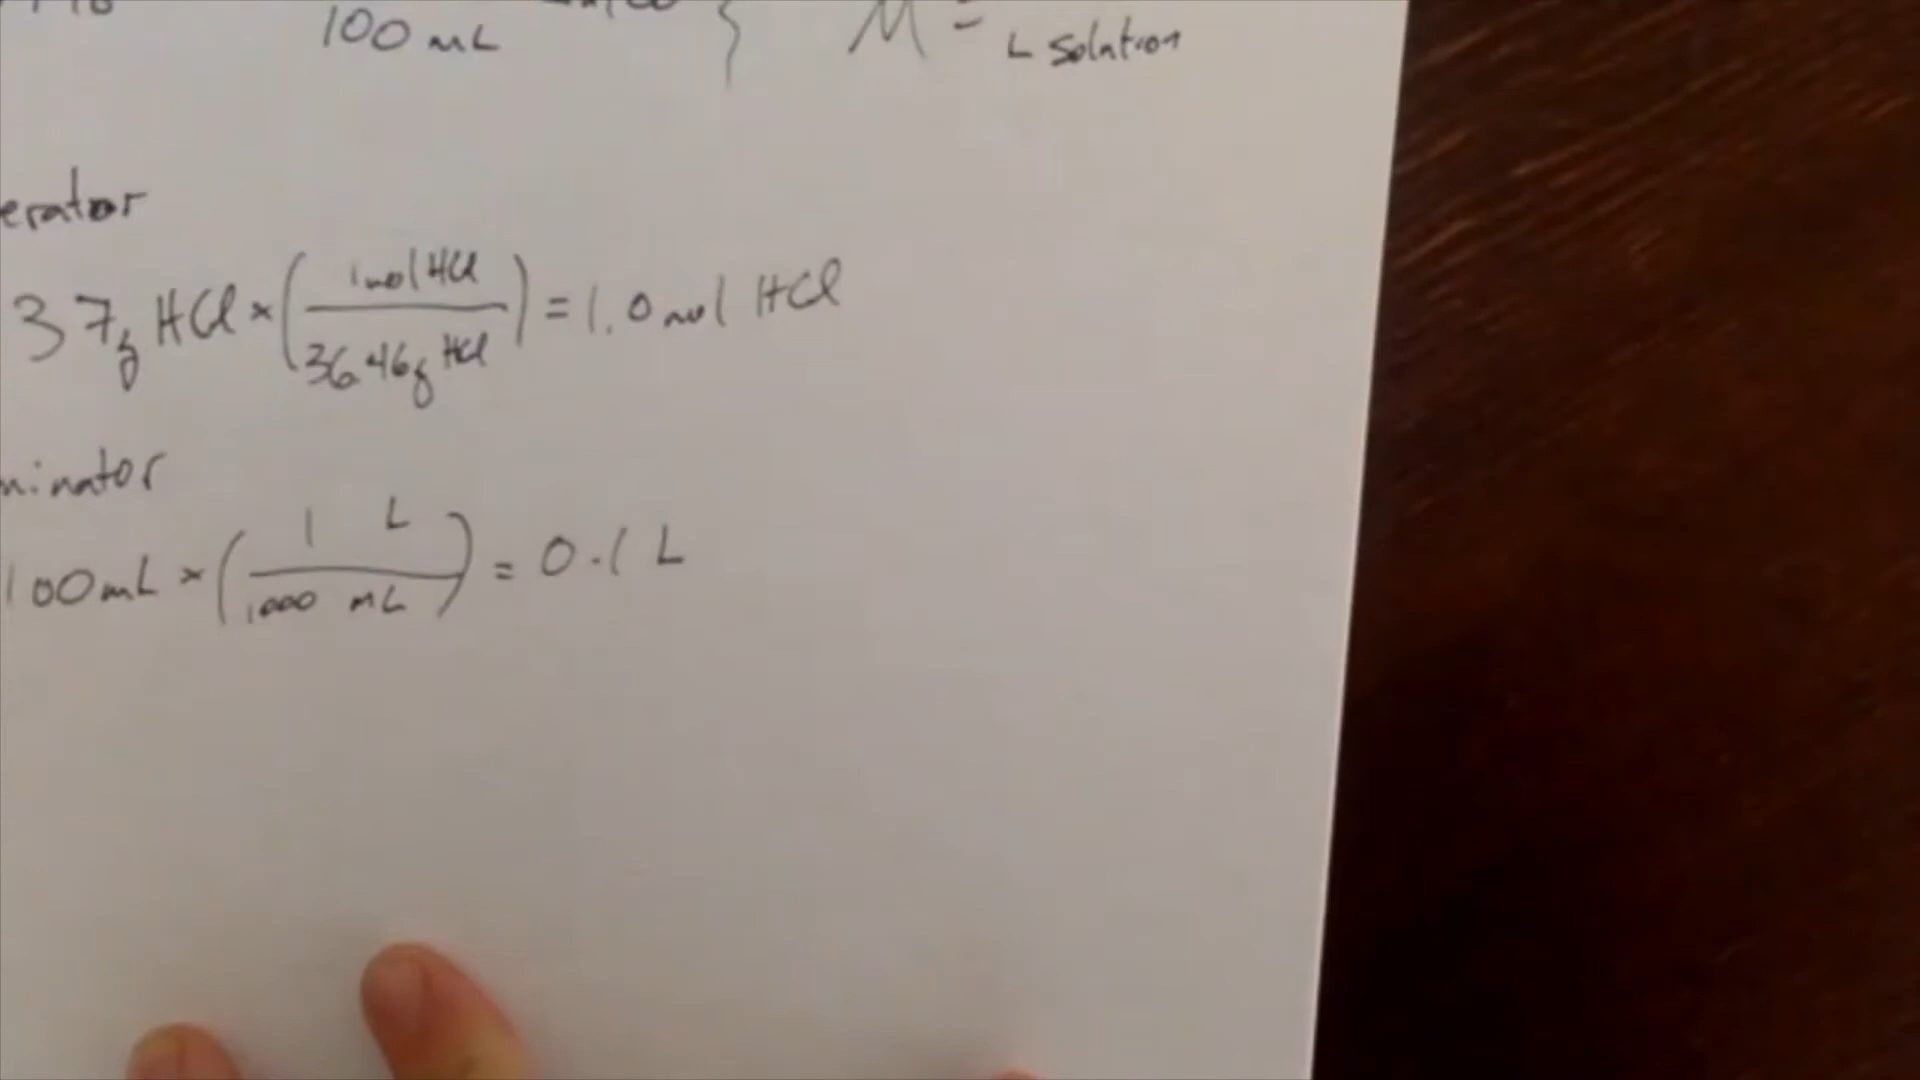 100 mL
M =
L solution
erator
37g HCl × (1 mol HCl / 36.46g HCl) = 1.0 mol HCl
minator
100 mL × (1 L / 1000 mL) = 0.1 L